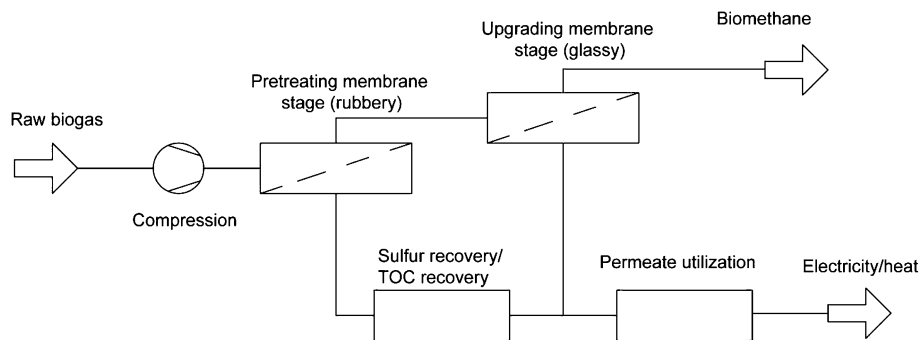 Biomethane
Upgrading membrane
stage (glassy)
Pretreating membrane
stage (rubbery)
Raw biogas
Compression
Sulfur recovery/
TOC recovery
Permeate utilization
Electricity/heat